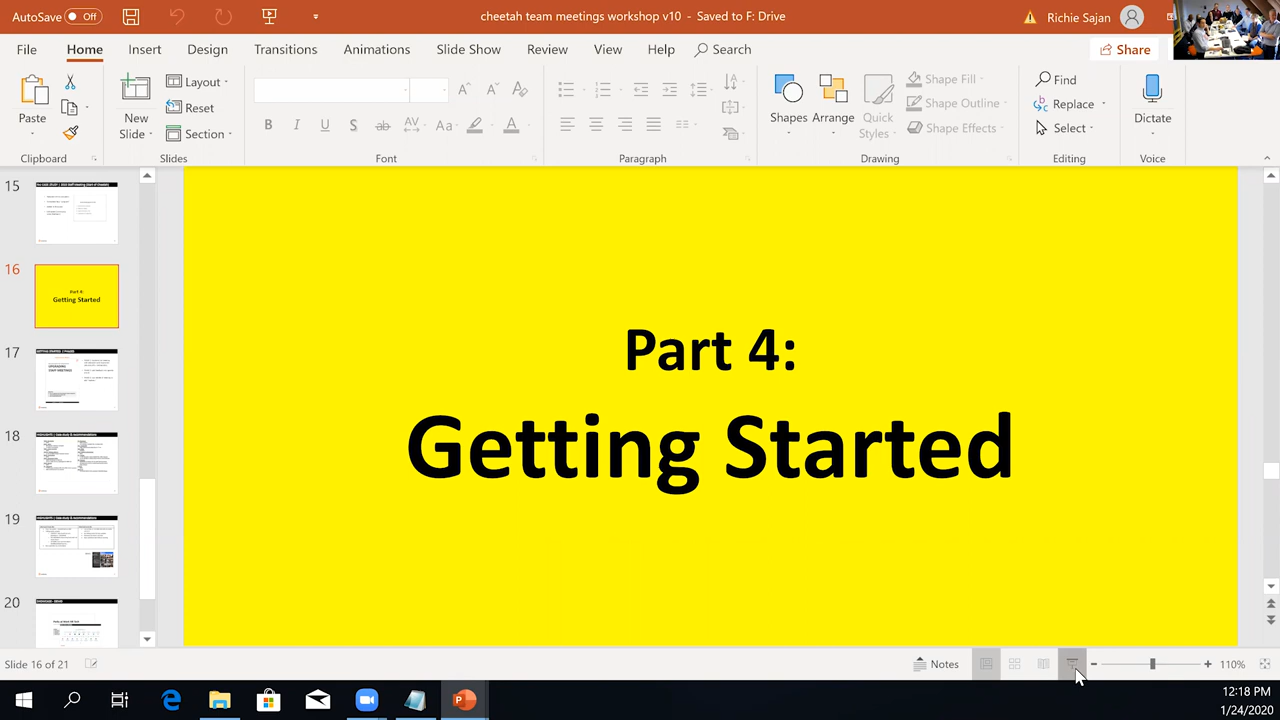 AutoSave Off
cheetah team meetings workshop v10 - Saved to F: Drive
Richie Sajan
File Home Insert Design Transitions Animations Slide Show Review View Help Search
Share
Paste
New
Slide
Layout
Reset
Section
Shapes
Arrange
Quick
Styles
Shape Fill
Shape Outline
Shape Effects
Find
Replace
Select
Dictate
Clipboard Slides Font Paragraph Drawing Editing Voice
15
16
Part 4:
Getting Started
17
18
19
20
Part 4:
Getting Started
Slide 16 of 21
Notes
110%
12:18 PM
1/24/2020